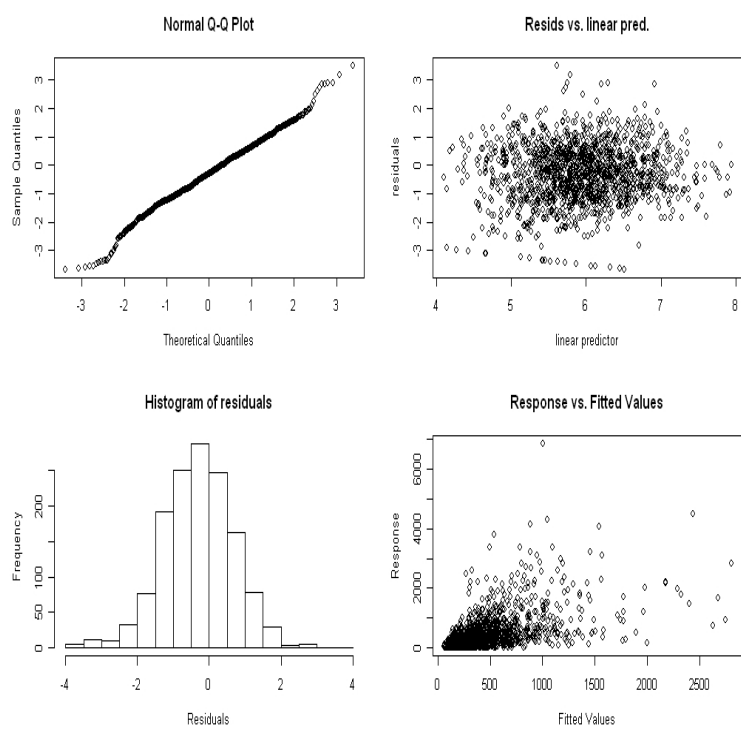 Normal Q-Q Plot
Sample Quantiles
3
2
1
0
-1
-2
-3
-3 -2 -1 0 1 2 3
Theoretical Quantiles
Resids vs. linear pred.
residuals
3
2
1
0
-1
-2
-3
4 5 6 7 8
linear predictor
Histogram of residuals
Frequency
200
100
50
0
-4 -2 0 2 4
Residuals
Response vs. Fitted Values
Response
6000
4000
2000
0
0 500 1000 1500 2000 2500
Fitted Values